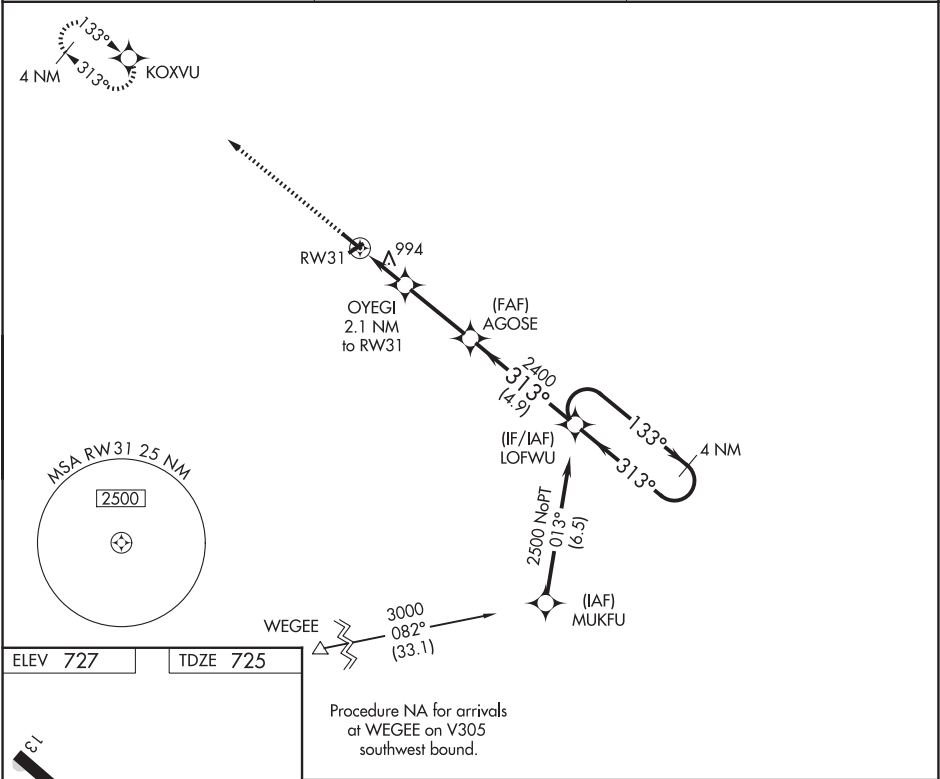 133°
313°
4 NM
KOXVU
RW31
994
OYEGI
2.1 NM
to RW31
(FAF)
AGOSE
2400
313°
(4.9)
(IF/IAF)
LOFWU
133°
313°
4 NM
MSA RW31 25 NM
2500
2500 NoPT
013°
(6.5)
(IAF)
MUKFU
WEGEE
3000
082°
(33.1)
ELEV 727
TDZE 725
Procedure NA for arrivals
at WEGEE on V305
southwest bound.
13